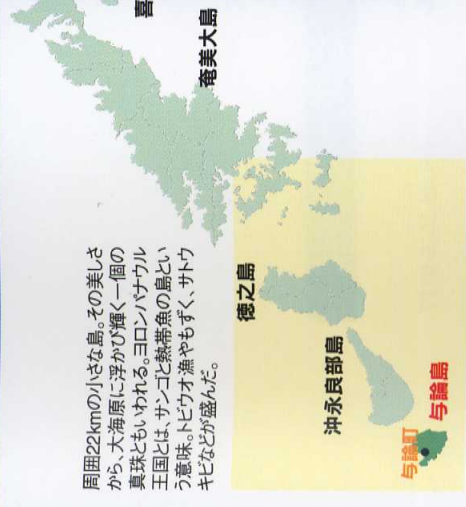 周囲22kmの小さな島。その美しさ
から、大海原に浮かび輝く一個の
真珠ともいわれる。ヨロンパナウル
王国とは、サンゴと熱帯魚の島とい
う意味。トビウオ漁やもずく、サトウ
キビなどが盛んだ。
喜
奄美大島
徳之島
沖永良部島
与論町
与論島